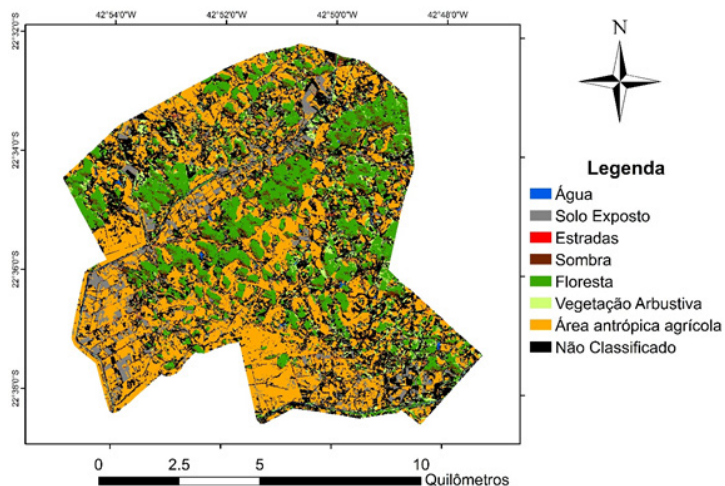 42°54'0"W 42°52'0"W 42°50'0"W 42°48'0"W
22°32'0"S
22°34'0"S
22°36'0"S
22°38'0"S
N
Legenda
Água
Solo Exposto
Estradas
Sombra
Floresta
Vegetação Arbustiva
Área antrópica agrícola
Não Classificado
0 2.5 5 10
Quilômetros